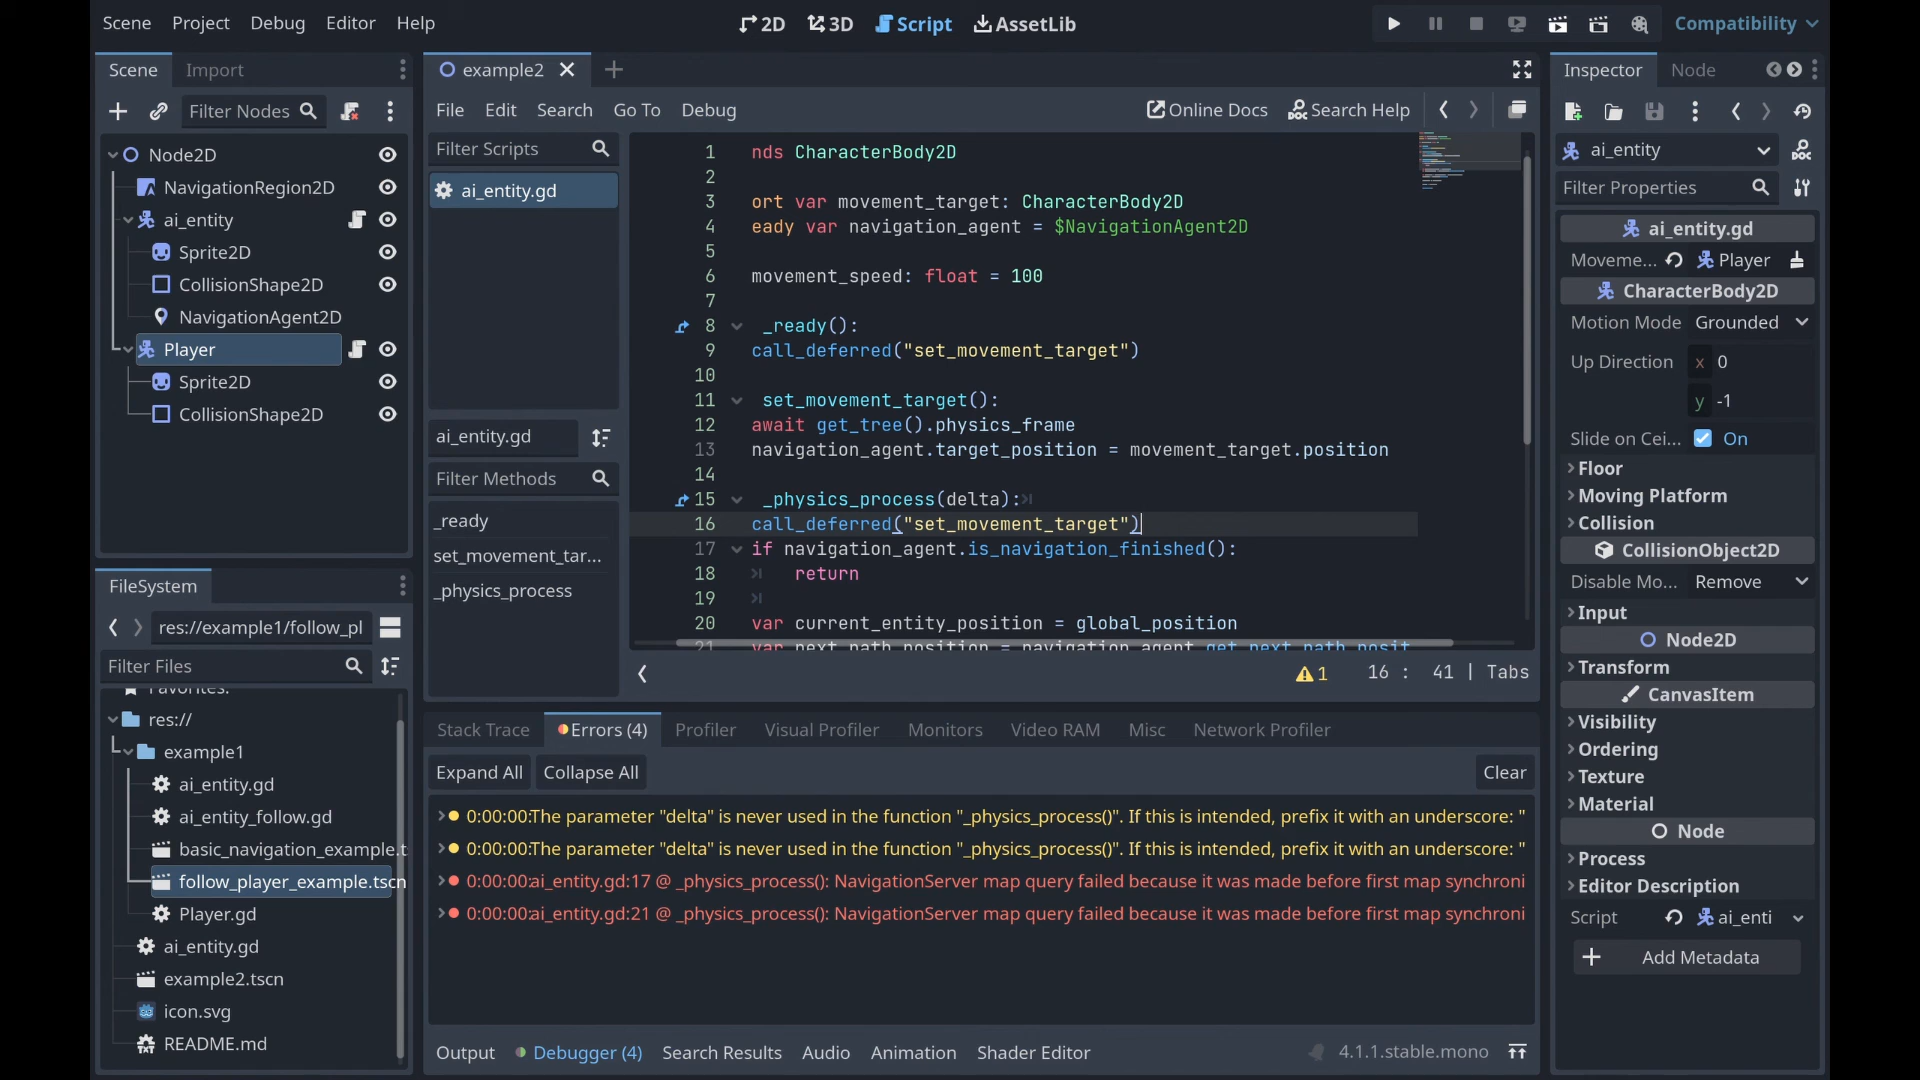 Scene Project Debug Editor Help
2D 3D Script AssetLib
Compatibility
Scene Import
Filter Nodes
Node2D
NavigationRegion2D
ai_entity
Sprite2D
CollisionShape2D
NavigationAgent2D
Player
Sprite2D
CollisionShape2D
FileSystem
res://example1/follow_pl
Filter Files
Favorites:
res://
example1
ai_entity.gd
ai_entity_follow.gd
basic_navigation_example.t
follow_player_example.tscn
Player.gd
ai_entity.gd
example2.tscn
icon.svg
README.md
example2
File Edit Search Go To Debug
Online Docs Search Help
Filter Scripts
ai_entity.gd
ai_entity.gd
Filter Methods
_ready
set_movement_tar...
_physics_process
1 nds CharacterBody2D
2
3 ort var movement_target: CharacterBody2D
4 eady var navigation_agent = $NavigationAgent2D
5
6 movement_speed: float = 100
7
8 _ready():
9 call_deferred("set_movement_target")
10
11 set_movement_target():
12 await get_tree().physics_frame
13 navigation_agent.target_position = movement_target.position
14
15 _physics_process(delta):
16 call_deferred("set_movement_target")
17 if navigation_agent.is_navigation_finished():
18 return
19
20 var current_entity_position = global_position
21 var next_path_position = navigation_agent.get_next_path_posit
1 16 : 41 | Tabs
Stack Trace Errors (4) Profiler Visual Profiler Monitors Video RAM Misc Network Profiler
Expand All Collapse All Clear
0:00:00:The parameter "delta" is never used in the function "_physics_process()". If this is intended, prefix it with an underscore: "
0:00:00:The parameter "delta" is never used in the function "_physics_process()". If this is intended, prefix it with an underscore: "
0:00:00:ai_entity.gd:17 @ _physics_process(): NavigationServer map query failed because it was made before first map synchroni
0:00:00:ai_entity.gd:21 @ _physics_process(): NavigationServer map query failed because it was made before first map synchroni
Output Debugger (4) Search Results Audio Animation Shader Editor 4.1.1.stable.mono
Inspector Node
ai_entity
Filter Properties
ai_entity.gd
Moveme... Player
CharacterBody2D
Motion Mode Grounded
Up Direction x 0
y -1
Slide on Cei... On
Floor
Moving Platform
Collision
CollisionObject2D
Disable Mo... Remove
Input
Node2D
Transform
CanvasItem
Visibility
Ordering
Texture
Material
Node
Process
Editor Description
Script ai_enti
Add Metadata